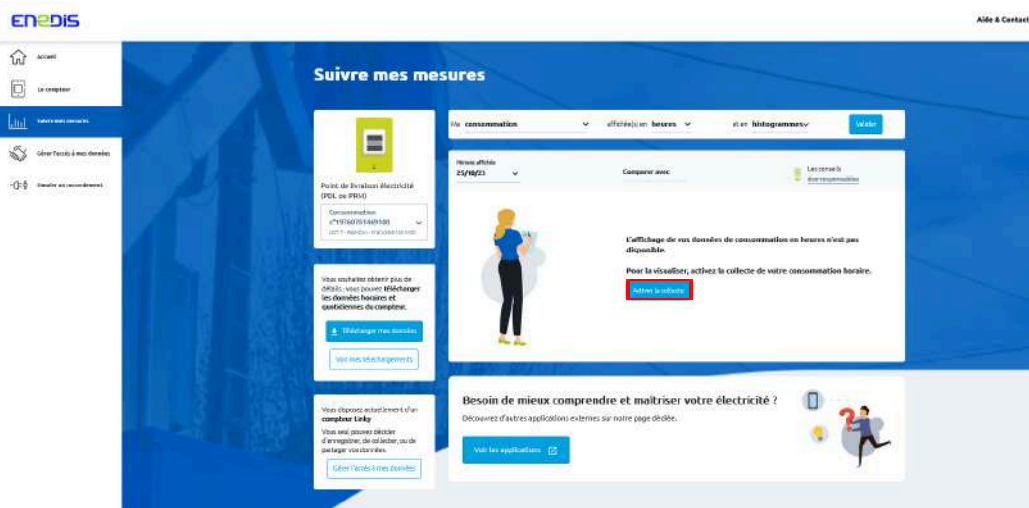 ENEDIS
Aide & Contact
Accueil
Le compteur
Suivre mes mesures
Gérer l'accès à mes données
Simuler un raccordement
Suivre mes mesures
Ma consommation
affichée(s) en heures
et en histogrammes
Valider
Point de livraison électricité
(PDL ou PRM)
Consommation
Période affichée
25/10/23
Comparer avec
Les conseils
éco-responsables
L'affichage de vos données de consommation en heures n'est pas
disponible.
Pour la visualiser, activez la collecte de votre consommation horaire.
Activer la collecte
Vous souhaitez obtenir plus de
détails : vous pouvez télécharger
les données horaires et
quotidiennes du compteur.
Télécharger mes données
Voir mes téléchargements
Vous disposez actuellement d'un
compteur Linky
Vous seul pouvez décider
d'enregistrer, de collecter, ou de
partager vos données.
Gérer l'accès à mes données
Besoin de mieux comprendre et maîtriser votre électricité ?
Découvrez d'autres applications externes sur notre page dédiée.
Voir les applications